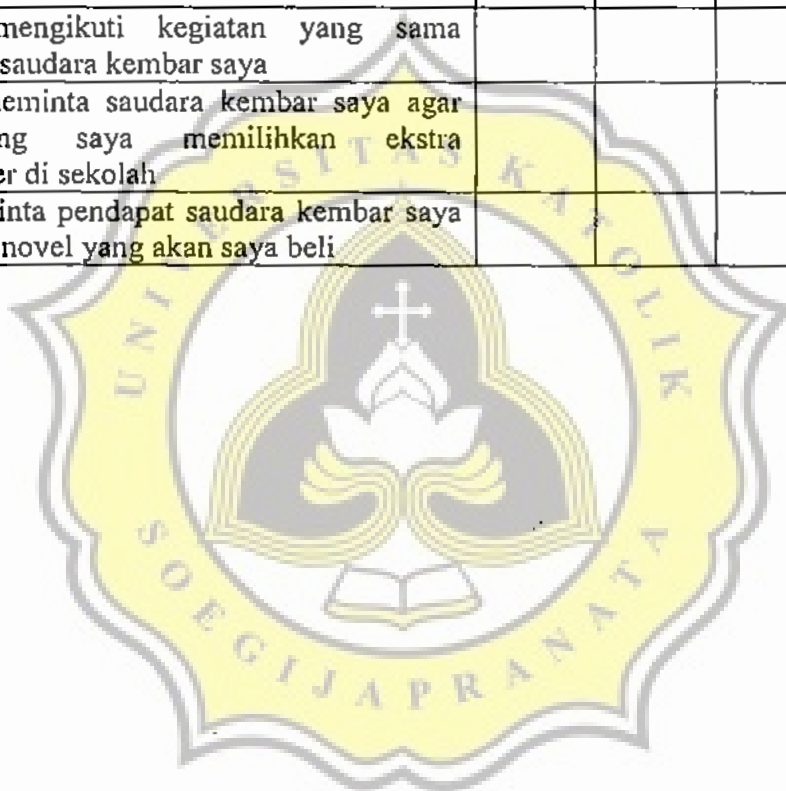 mengikuti kegiatan yang sama
saudara kembar saya
eminta saudara kembar saya agar
ng saya memilihkan ekstra
er di sekolah
inta pendapat saudara kembar saya
novel yang akan saya beli
UNIVERSITAS KATOLIK
SOEGIJAPRANATA